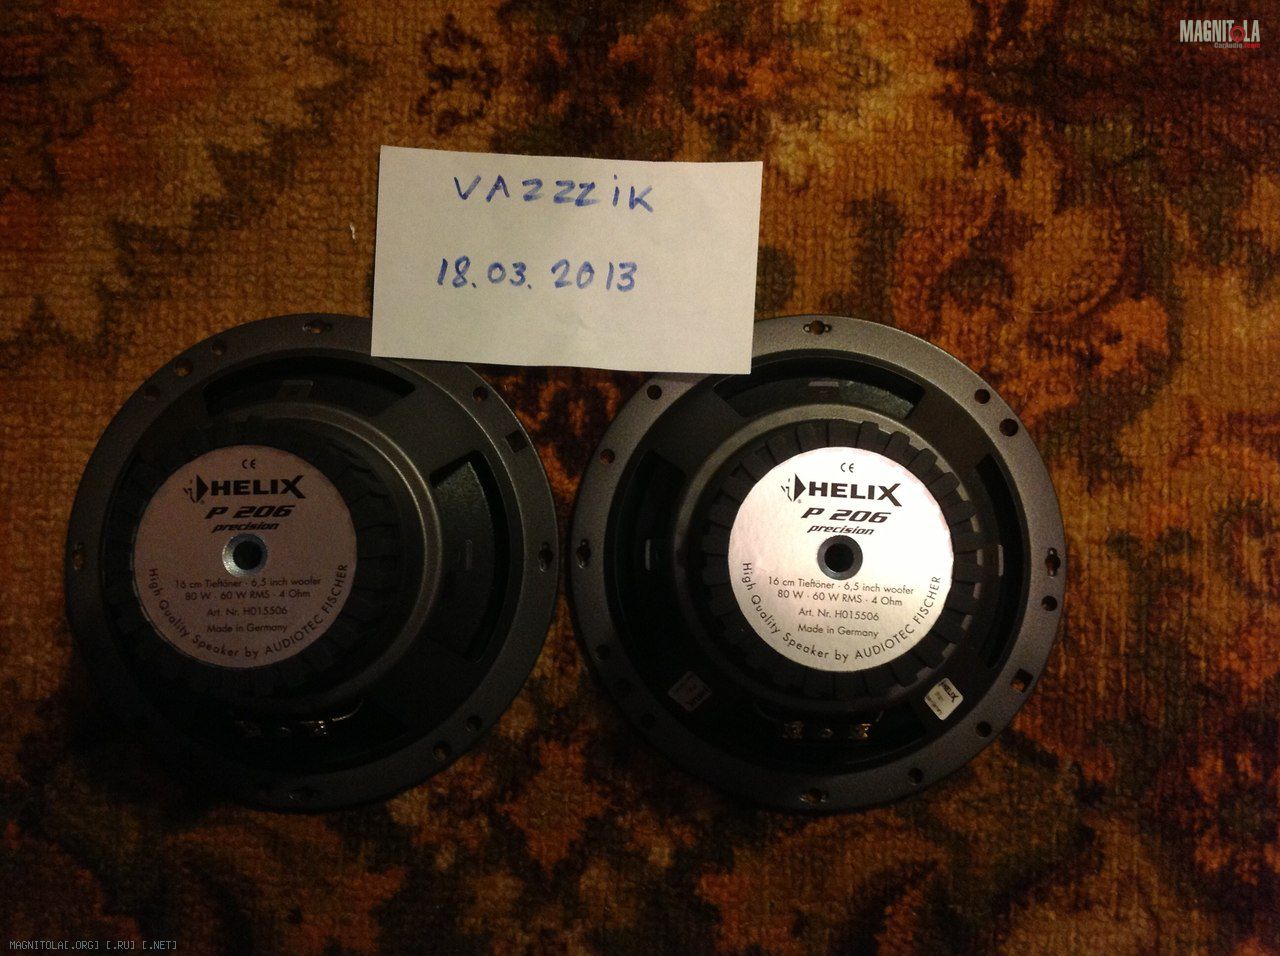 MAGNITOLA
CarAudio.team
VAZZZiK
18.03.2013
CE
HELIX
P 206
precision
16 cm Tieftöner - 6,5 inch woofer
80 W - 60 W RMS - 4 Ohm
Art. Nr. H015506
Made in Germany
High Quality Speaker by AUDIOTEC FISCHER
CE
HELIX
P 206
precision
16 cm Tieftöner - 6,5 inch woofer
80 W - 60 W RMS - 4 Ohm
Art. Nr. H015506
Made in Germany
High Quality Speaker by AUDIOTEC FISCHER
HELIX
MAGNITOLA[.ORG] [.RU] [.NET]